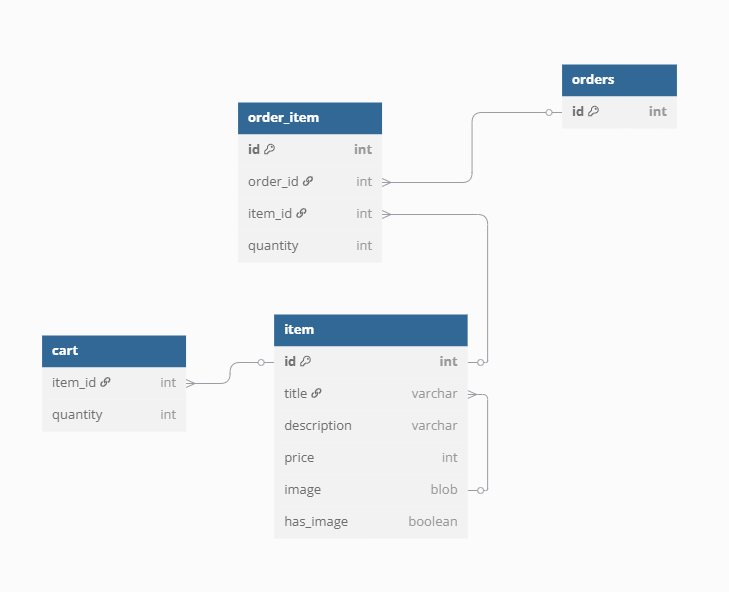 orders
id int
order_item
id int
order_id int
item_id int
quantity int
item
id int
title varchar
description varchar
price int
image blob
has_image boolean
cart
item_id int
quantity int